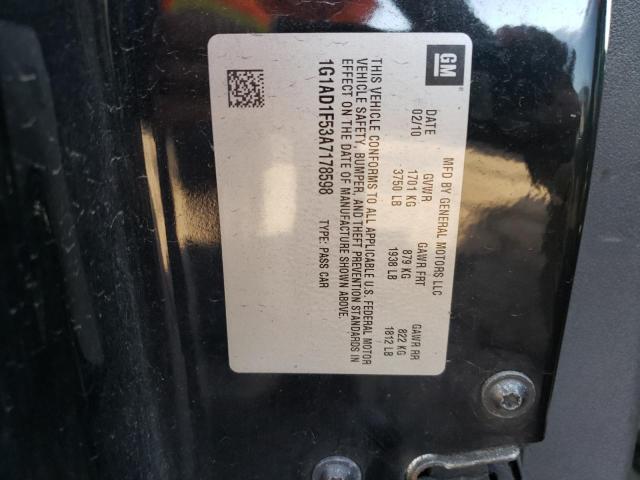 GM
MFD BY GENERAL MOTORS LLC
DATE GVWR GAWR FRT GAWR RR
02/10 1701 KG 879 KG 822 KG
3750 LB 1938 LB 1812 LB
THIS VEHICLE CONFORMS TO ALL APPLICABLE U.S. FEDERAL MOTOR
VEHICLE SAFETY, BUMPER, AND THEFT PREVENTION STANDARDS IN
EFFECT ON THE DATE OF MANUFACTURE SHOWN ABOVE.
1G1AD1F53A7178598 TYPE: PASS CAR